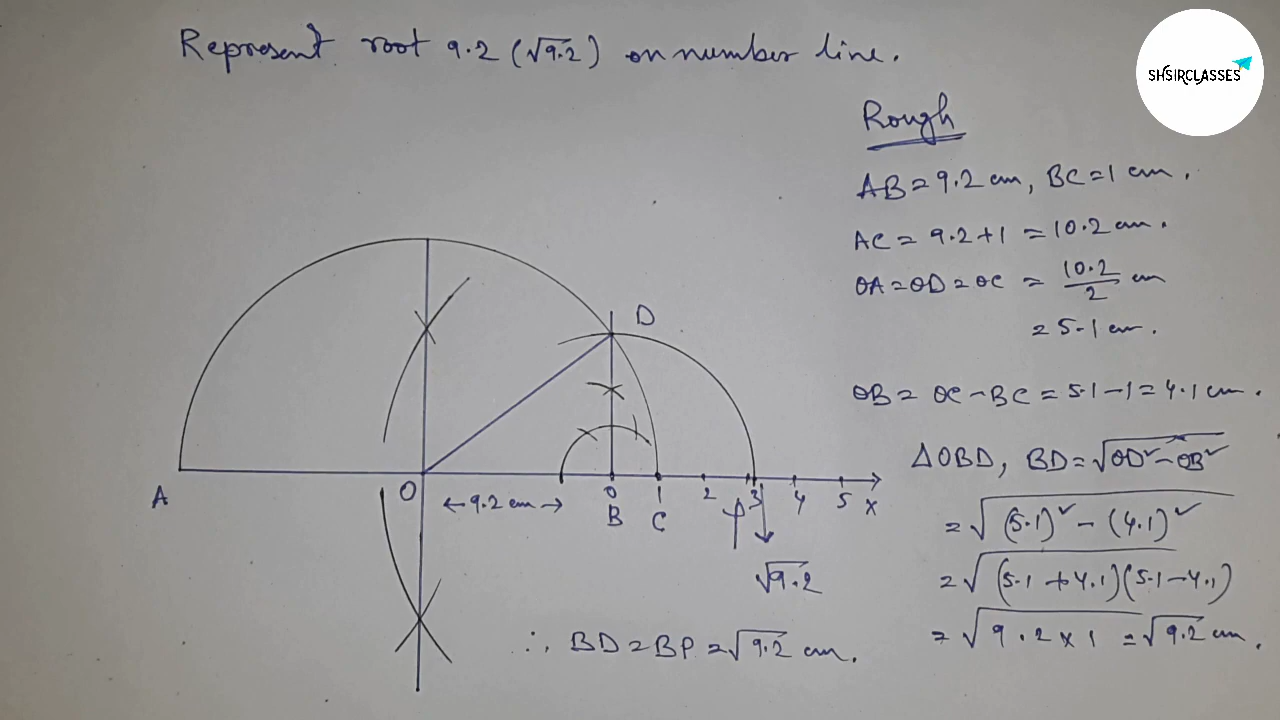 Represent root 9.2 (√9.2) on number line.
SHSIRCLASSES
Rough
AB = 9.2 cm, BC = 1 cm.
AC = 9.2+1 = 10.2 cm.
OA = OD = OC = 10.2/2 cm
= 5.1 cm.
OB = OC - BC = 5.1-1 = 4.1 cm.
ΔOBD, BD = √OD² - OB²
= √(5.1)² - (4.1)²
= √(5.1 + 4.1)(5.1 - 4.1)
= √9.2 × 1 = √9.2 cm.
D
A O ← 9.2 cm → 0 1 2 3 4 5 X
B C P
√9.2
∴ BD = BP = √9.2 cm.